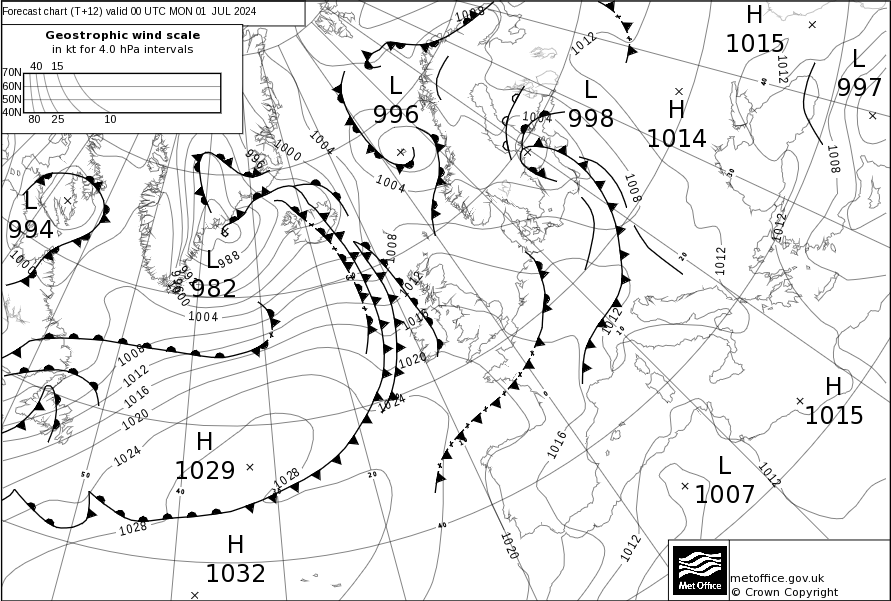 Forecast chart (T+12) valid 00 UTC MON 01 JUL 2024
Geostrophic wind scale
in kt for 4.0 hPa intervals
40 15
70N
60N
50N
40N
80 25 10
1008
1012
H
1015
1012
L
997
40
L
996
L
998
H
1014
1004
1004
1000
996
1004
1008
1008
30
L
994
1012
1012
20
1008
988
L
982
1000
1000
1012
1004
1016
1012
10
1008
1020
1012
1016
1024
1020
0
H
1015
1024
H
1029
1028
1016
L
1007
1012
50
40
20
40
1028
1020
1012
H
1032
Met Office
metoffice.gov.uk
© Crown Copyright